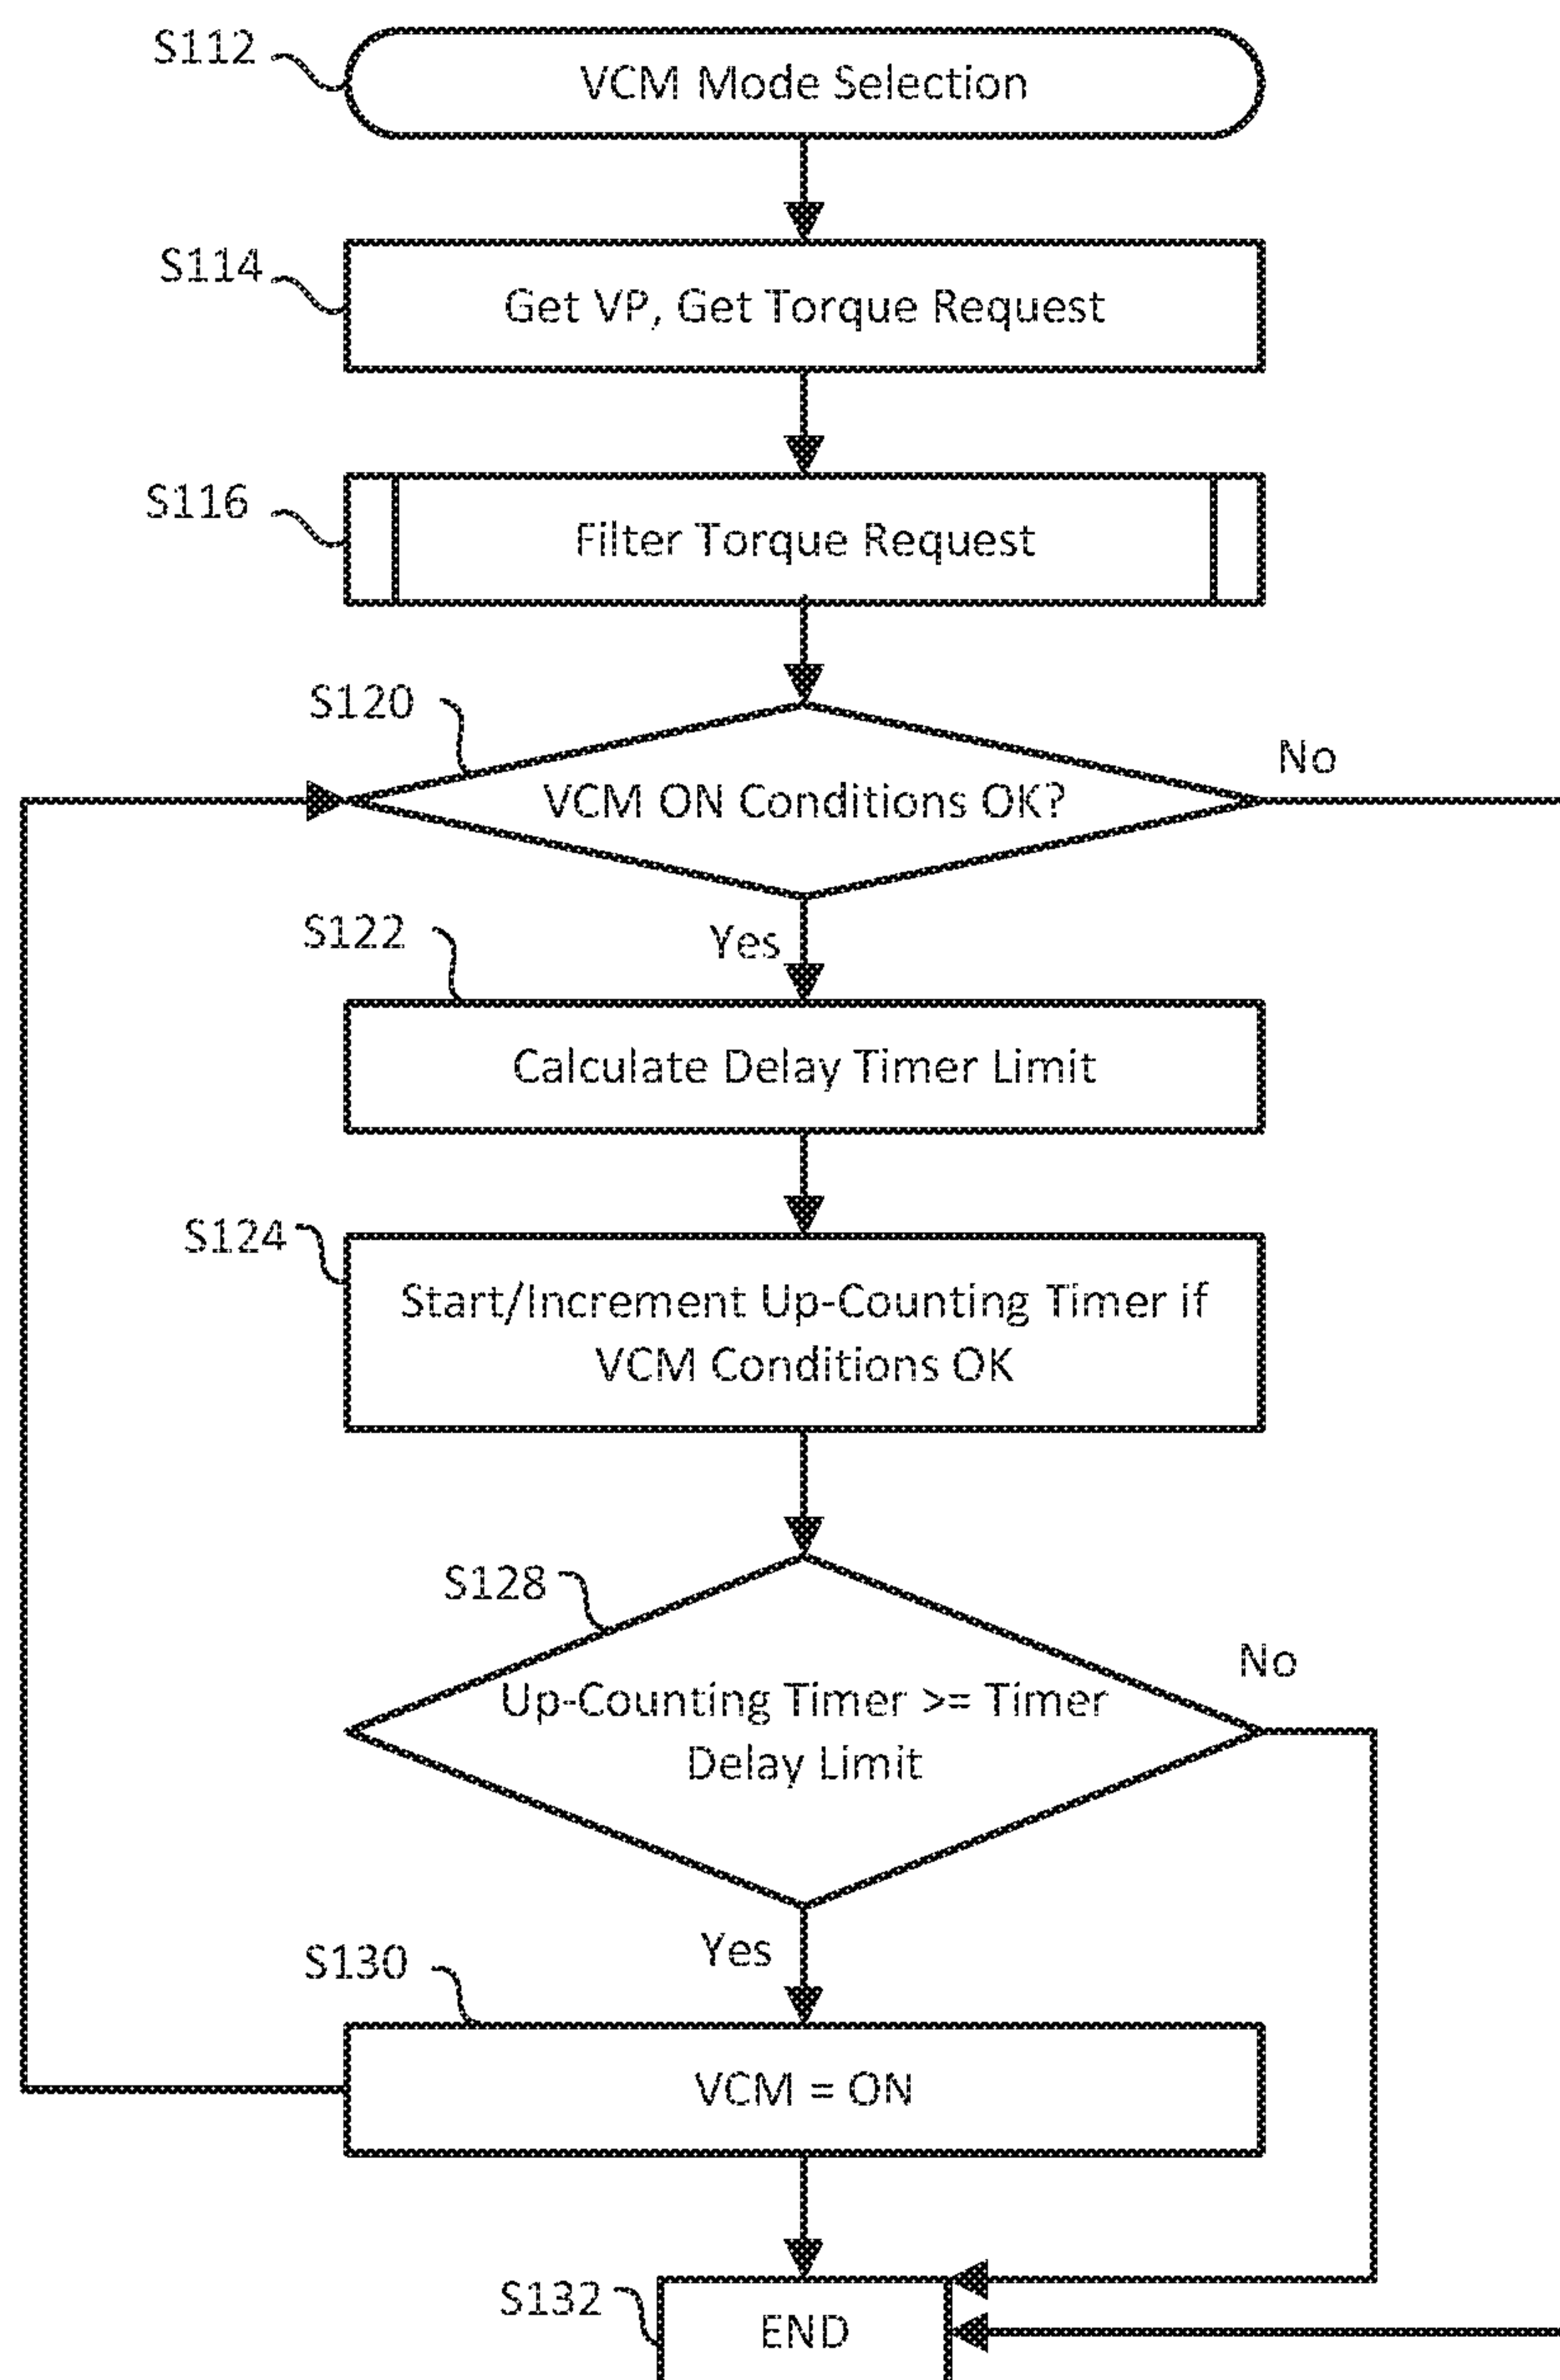 S112
VCM Mode Selection
S114
Get VP, Get Torque Request
S116
Filter Torque Request
S120
VCM ON Conditions OK?
No
Yes
S122
Calculate Delay Timer Limit
S124
Start/Increment Up-Counting Timer if
VCM Conditions OK
S128
Up-Counting Timer >= Timer
Delay Limit
No
Yes
S130
VCM = ON
S132
END